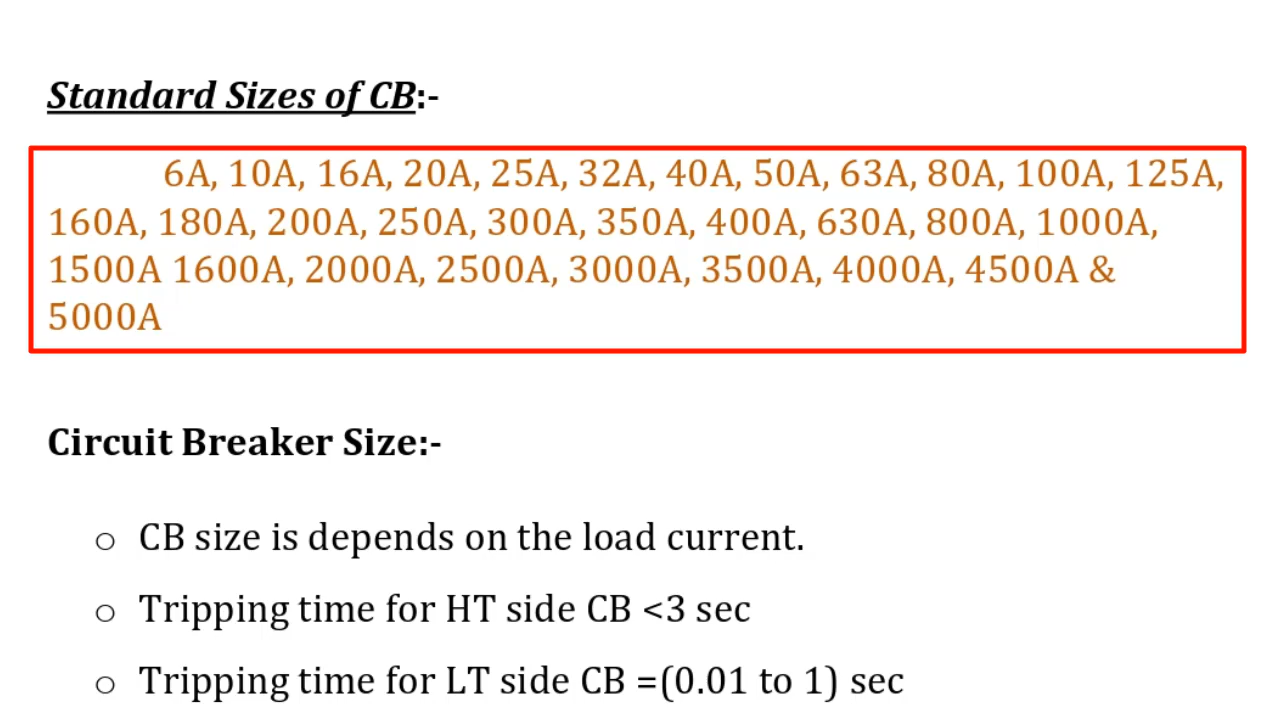 Standard Sizes of CB:-
6A, 10A, 16A, 20A, 25A, 32A, 40A, 50A, 63A, 80A, 100A, 125A,
160A, 180A, 200A, 250A, 300A, 350A, 400A, 630A, 800A, 1000A,
1500A 1600A, 2000A, 2500A, 3000A, 3500A, 4000A, 4500A &
5000A
Circuit Breaker Size:-
o CB size is depends on the load current.
o Tripping time for HT side CB <3 sec
o Tripping time for LT side CB =(0.01 to 1) sec